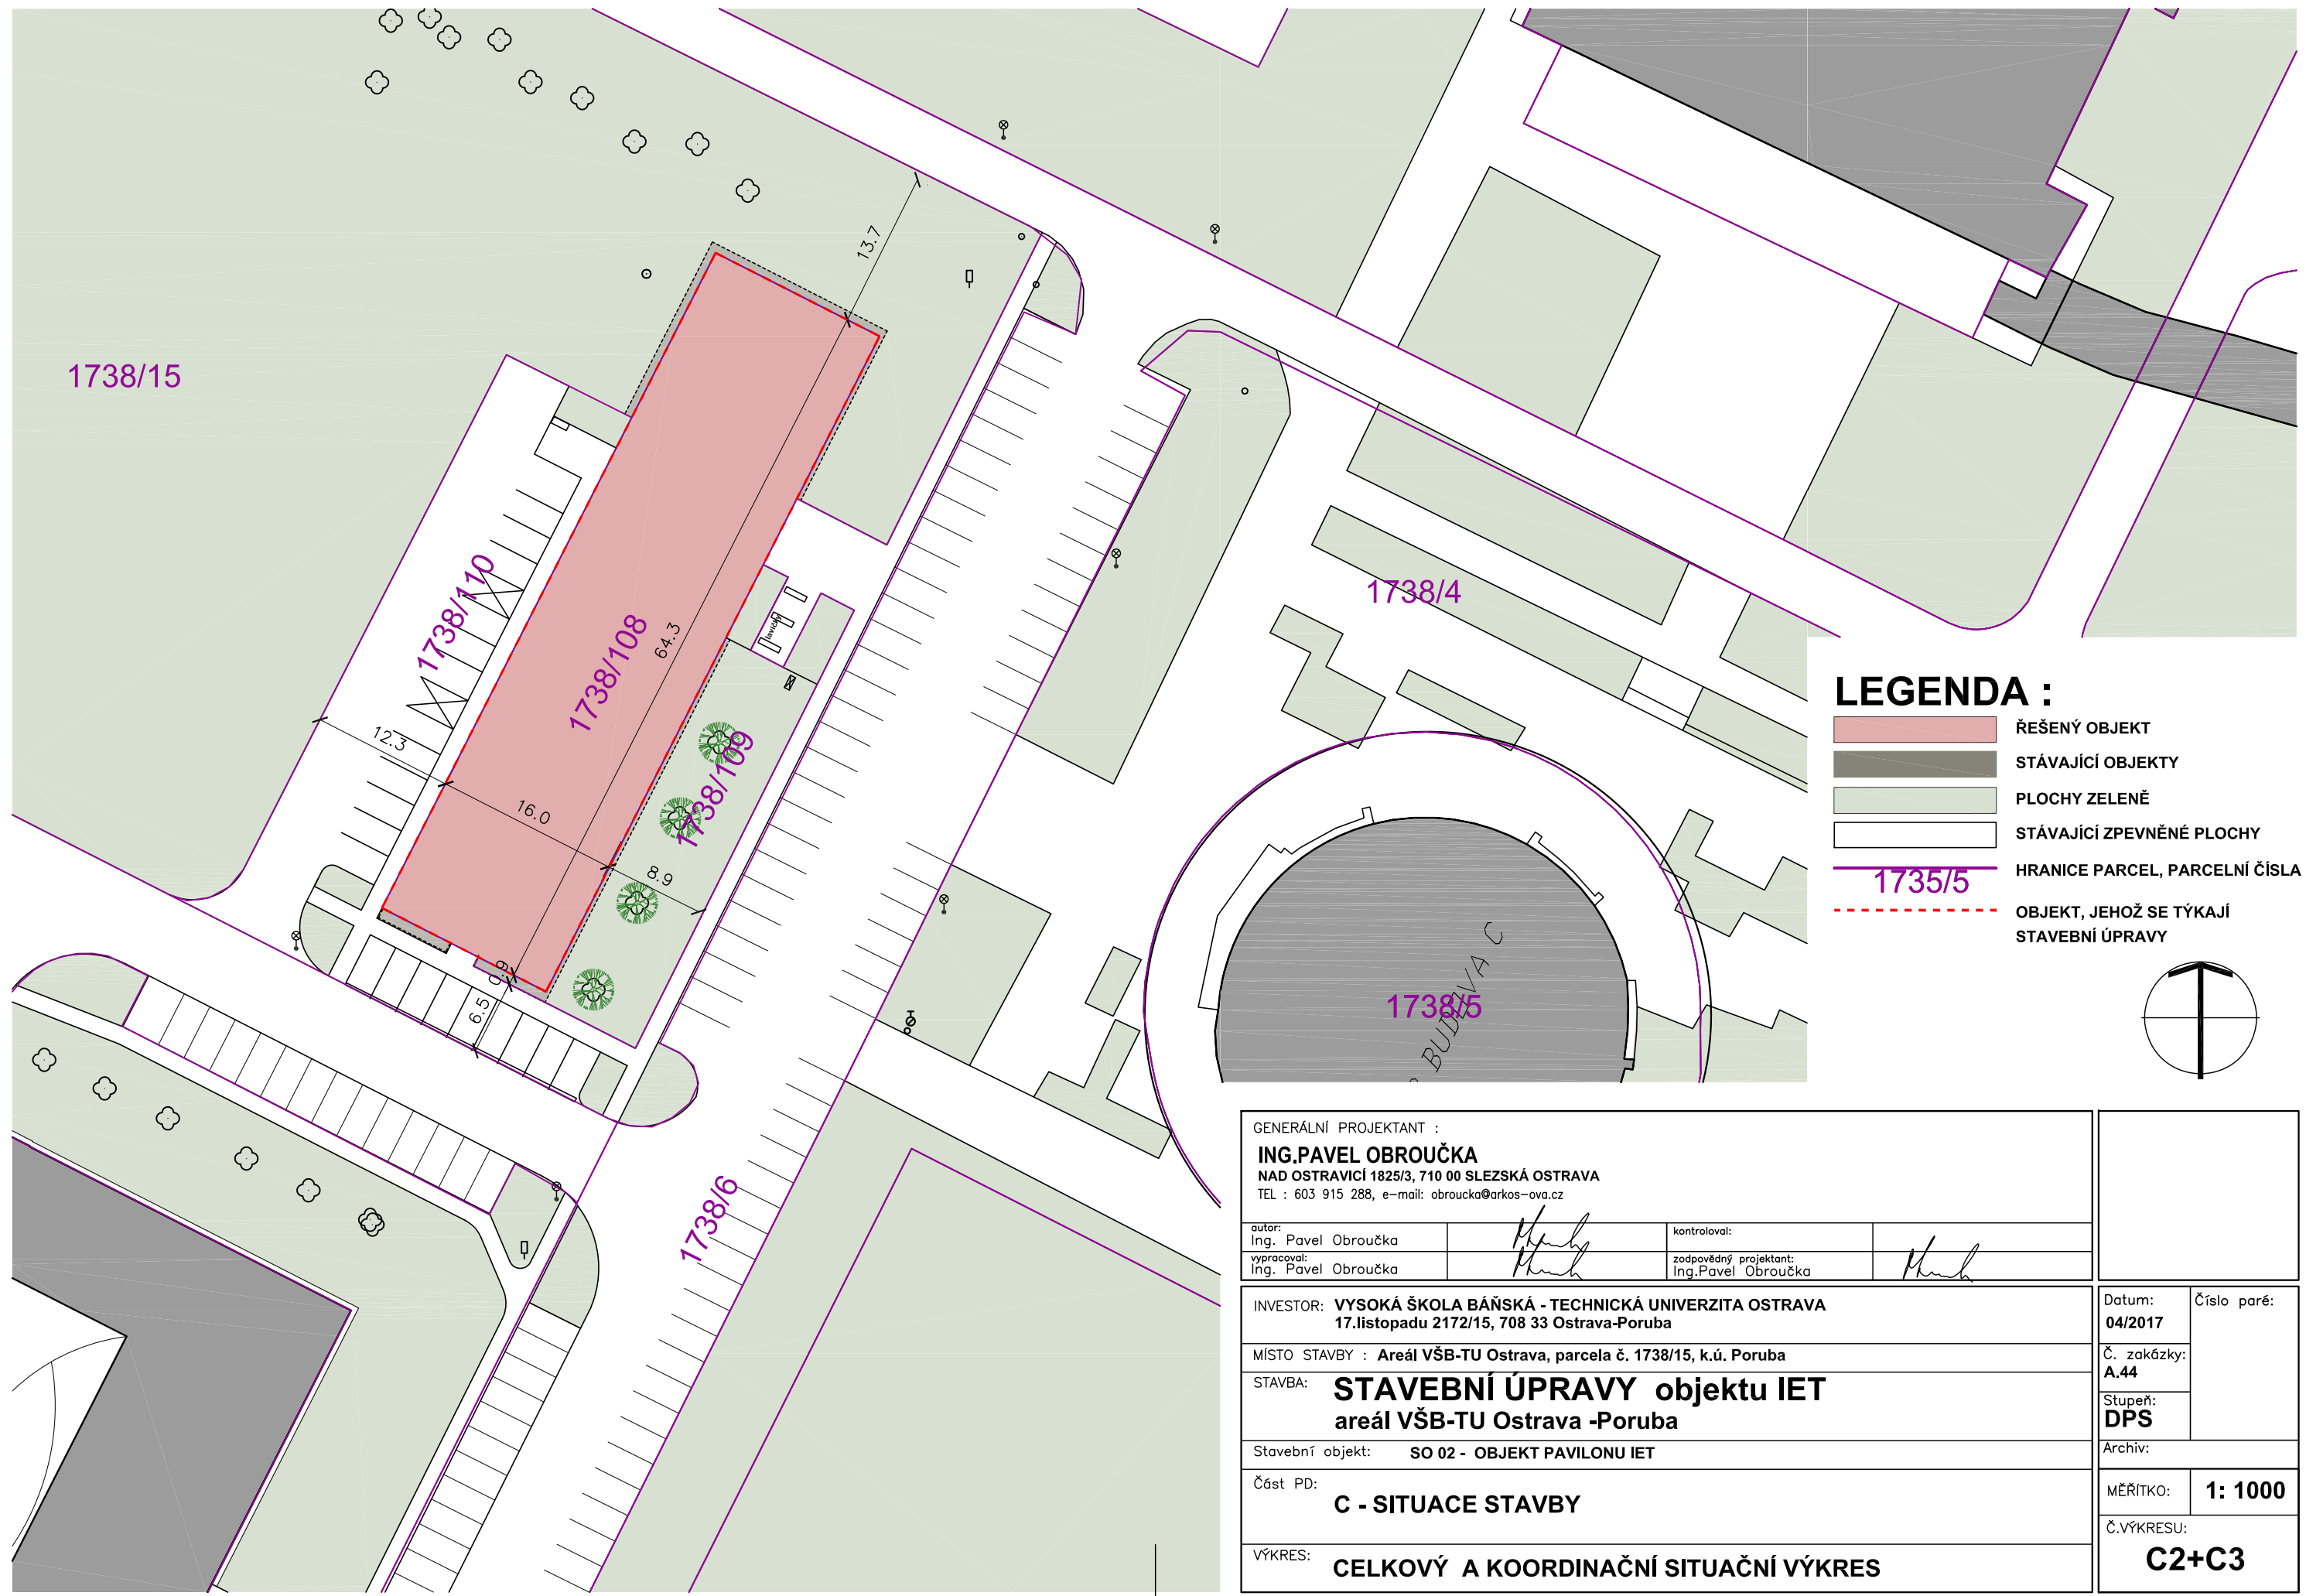 13.7
1738/15
1738/110
1738/108
64.3
lavičky
1738/4
12.3
16.0
1738/109
8.9
0.9
6.5
1738/5
BUDOVA C
1738/6
LEGENDA :
ŘEŠENÝ OBJEKT
STÁVAJÍCÍ OBJEKTY
PLOCHY ZELENĚ
STÁVAJÍCÍ ZPEVNĚNÉ PLOCHY
1735/5 HRANICE PARCEL, PARCELNÍ ČÍSLA
OBJEKT, JEHOŽ SE TÝKAJÍ
STAVEBNÍ ÚPRAVY
GENERÁLNÍ PROJEKTANT :
ING.PAVEL OBROUČKA
NAD OSTRAVICÍ 1825/3, 710 00 SLEZSKÁ OSTRAVA
TEL : 603 915 288, e-mail: obroucka@arkos-ova.cz
autor:
Ing. Pavel Obroučka
kontroloval:
vypracoval:
Ing. Pavel Obroučka
zodpovědný projektant:
Ing.Pavel Obroučka
INVESTOR: VYSOKÁ ŠKOLA BÁŇSKÁ - TECHNICKÁ UNIVERZITA OSTRAVA
17.listopadu 2172/15, 708 33 Ostrava-Poruba
MÍSTO STAVBY : Areál VŠB-TU Ostrava, parcela č. 1738/15, k.ú. Poruba
STAVBA: STAVEBNÍ ÚPRAVY objektu IET
areál VŠB-TU Ostrava -Poruba
Stavební objekt: SO 02 - OBJEKT PAVILONU IET
Část PD:
C - SITUACE STAVBY
VÝKRES: CELKOVÝ A KOORDINAČNÍ SITUAČNÍ VÝKRES
Datum:
04/2017
Číslo paré:
Č. zakázky:
A.44
Stupeň:
DPS
Archiv:
MĚŘÍTKO: 1: 1000
Č.VÝKRESU:
C2+C3